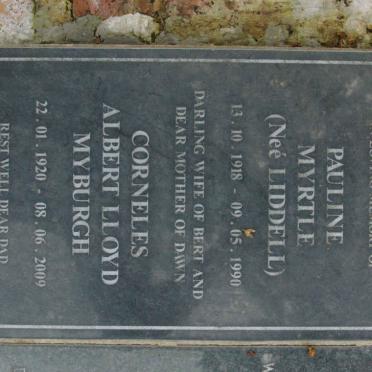 PAULINE
MYRTLE
(Neé LIDDELL)
13 . 10 . 1918 - 09 . 05 . 1990
DARLING WIFE OF BERT AND
DEAR MOTHER OF DAWN
CORNELES
ALBERT LLOYD
MYBURGH
22 . 01 . 1920 - 08 . 06 . 2009
REST WELL DEAR DAD